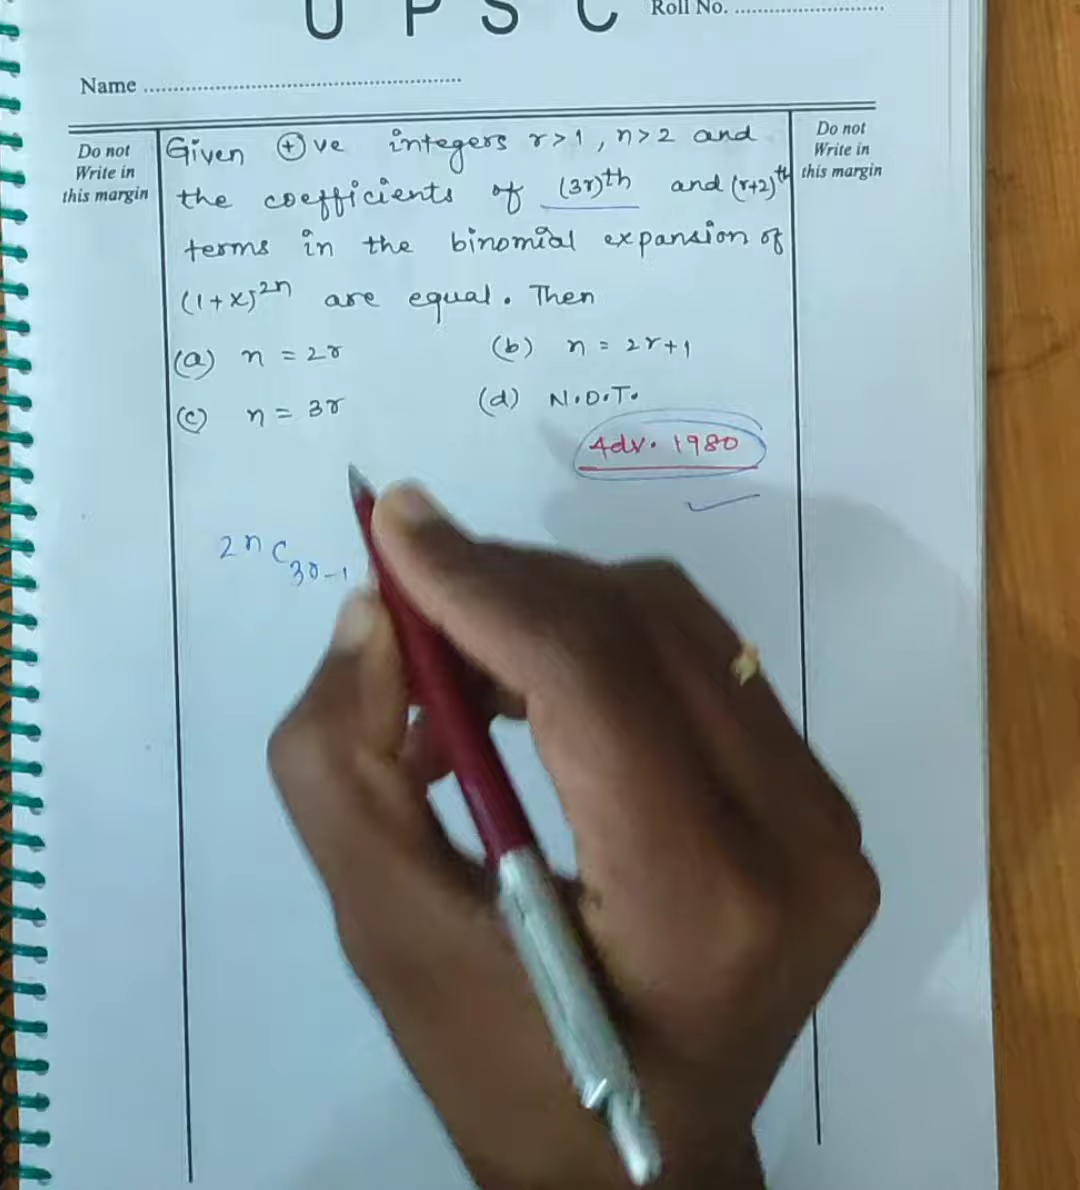 U P S C
Roll No. ........................
Name ........................
Do not
Write in
this margin
Given ⊕ve integers r>1, n>2 and
the coefficients of (3r)th and (r+2)th
terms in the binomial expansion of
(1+x)^2n are equal. Then
(a) n = 2r (b) n = 2r+1
(c) n = 3r (d) N.O.T.
Adv. 1980
Do not
Write in
this margin
2nC3r-1